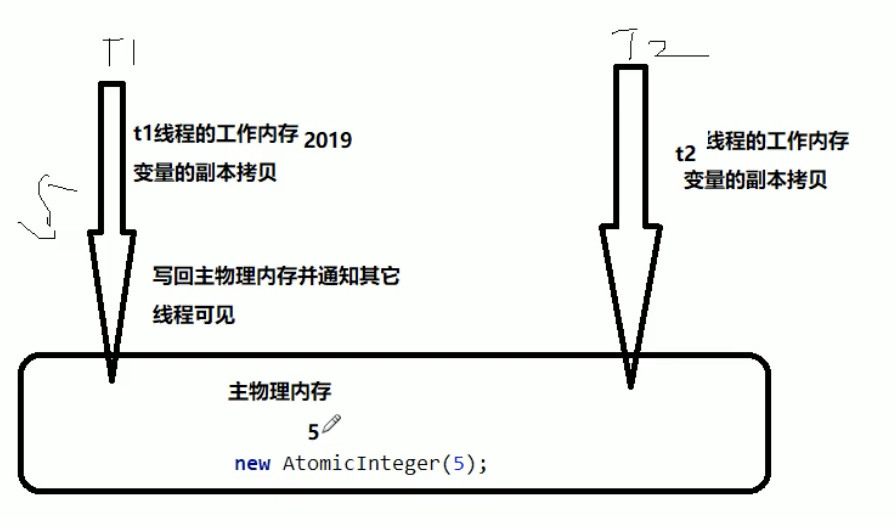 T1
T2
t1线程的工作内存 2019
变量的副本拷贝
t2 线程的工作内存
变量的副本拷贝
5
写回主物理内存并通知其它
线程可见
主物理内存
5
new AtomicInteger(5);